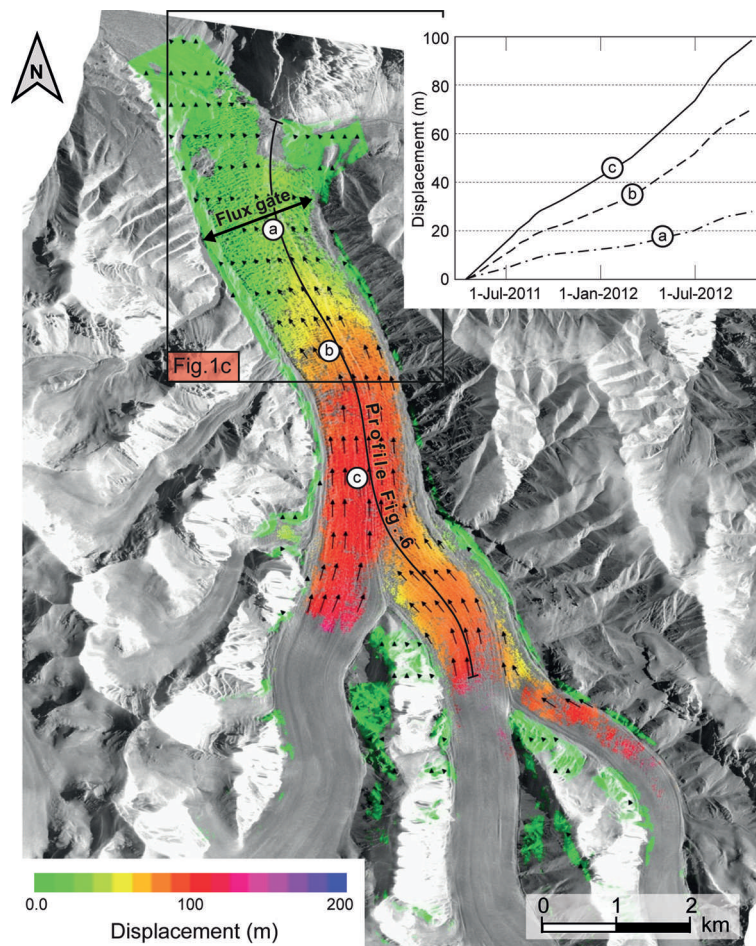 N
100
80
60
40
20
0
Displacemernt (m)
1-Jul-2011
1-Jan-2012
1-Jul-2012
c
b
a
Flux gate
a
b
Fig.1c
Profile Fig. 6
c
0.0
100
200
Displacement (m)
0 1 2
km